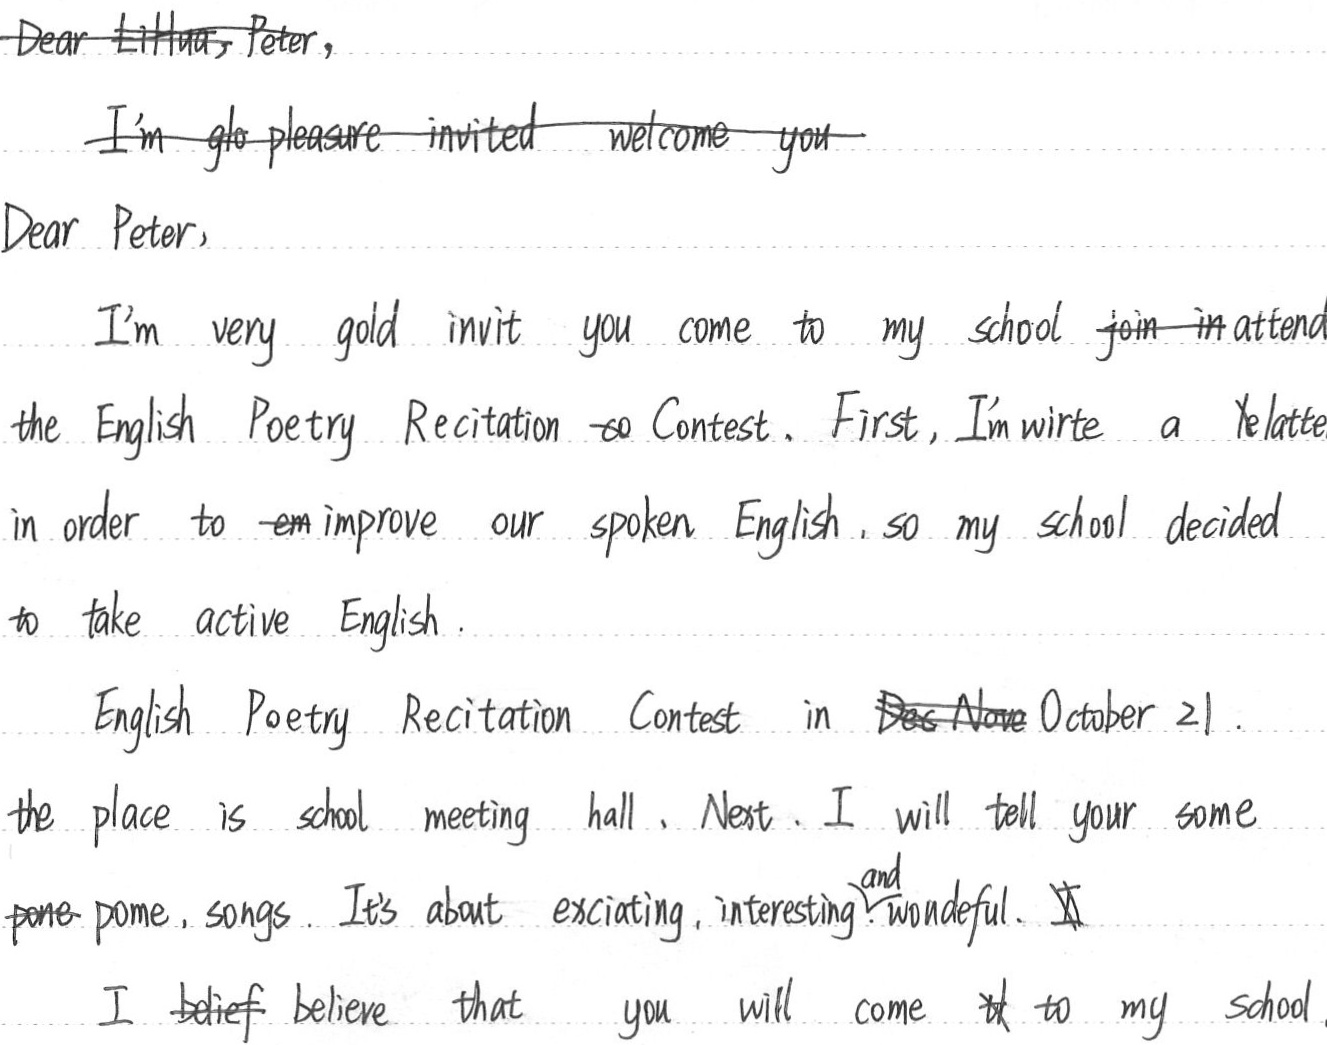 Dear LiHua, Peter,
I'm glo pleasure invited welcome you
Dear Peter,
I'm very gold invit you come to my school join in attend
the English Poetry Recitation co Contest. First, I'm wirte a latte
in order to em improve our spoken English, so my school decided
to take active English.
English Poetry Recitation Contest in Dec Nove October 21.
the place is school meeting hall. Next. I will tell your some
pone pome, songs. It's about exciating, interesting and wondeful.
I belief believe that you will come to my school.